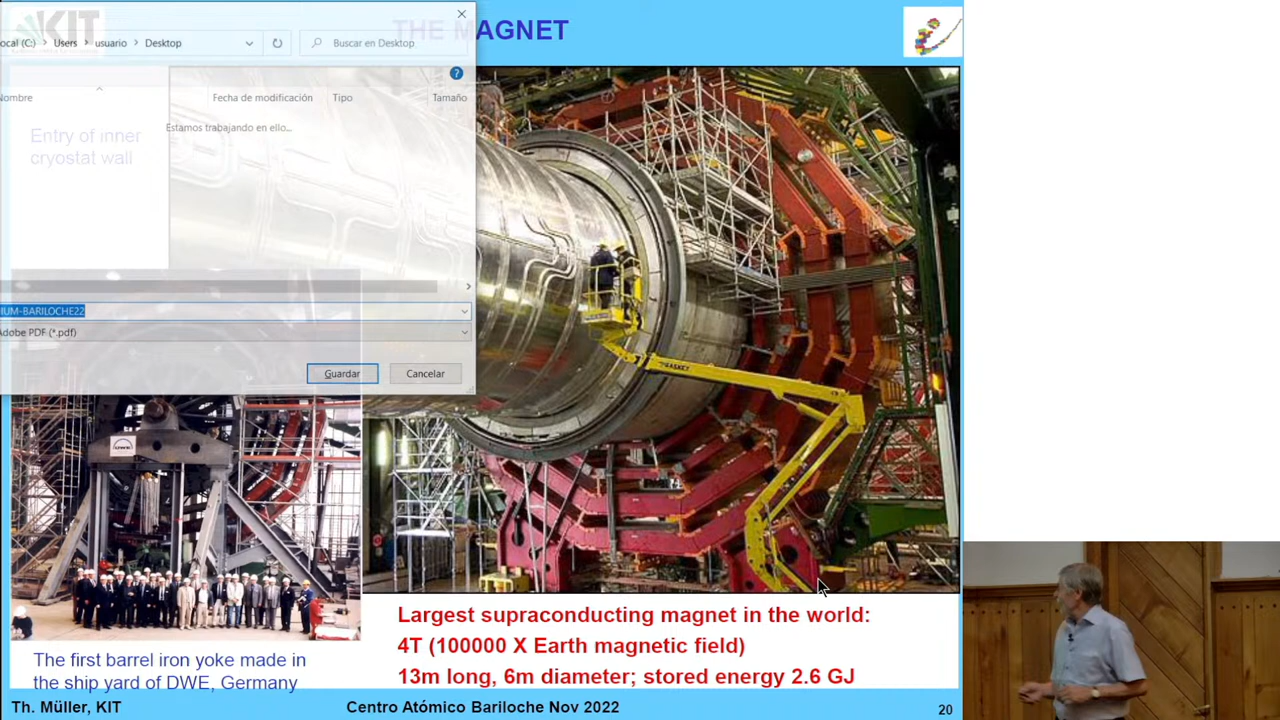 KIT
THE MAGNET
ocal (C:) Users usuario Desktop
Buscar en Desktop
Nombre
Fecha de modificación
Tipo
Tamaño
Estamos trabajando en ello...
Entry of inner
cryostat wall
IUM-BARILOCHE22
Adobe PDF (*.pdf)
Guardar
Cancelar
The first barrel iron yoke made in
the ship yard of DWE, Germany
Largest supraconducting magnet in the world:
4T (100000 X Earth magnetic field)
13m long, 6m diameter; stored energy 2.6 GJ
Th. Müller, KIT
Centro Atómico Bariloche Nov 2022
20